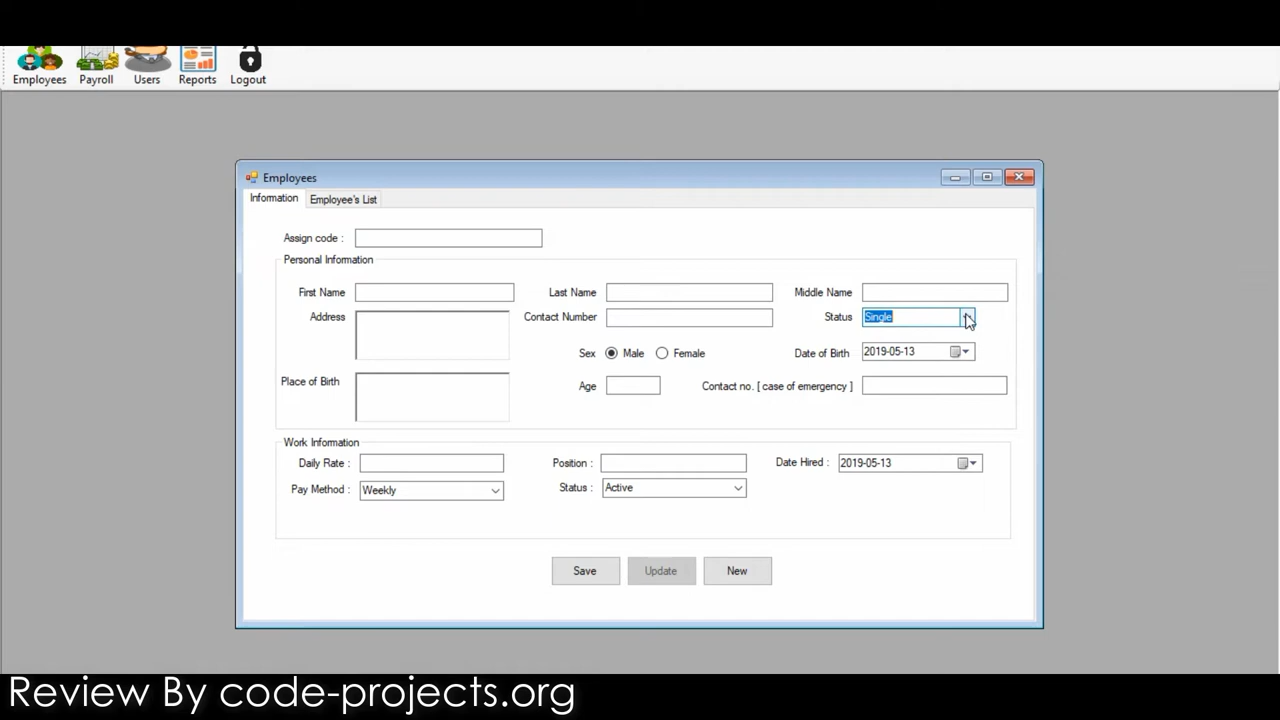 Employees Payroll Users Reports Logout
Employees
Information Employee's List
Assign code :
Personal Information
First Name Last Name Middle Name
Address Contact Number Status Single
Sex Male Female Date of Birth 2019-05-13
Place of Birth
Age Contact no. [ case of emergency ]
Work Information
Daily Rate : Position : Date Hired : 2019-05-13
Pay Method : Weekly Status : Active
Save Update New
Review By code-projects.org